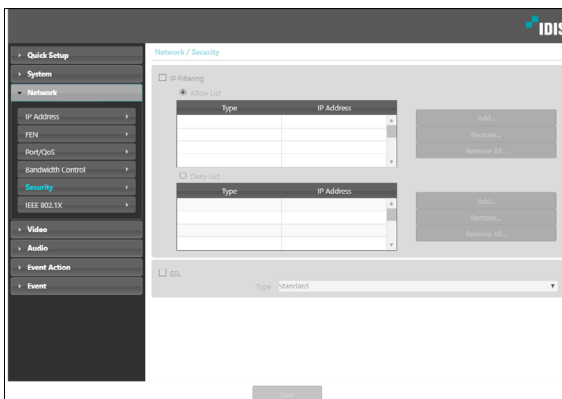 IDIS
Quick Setup
System
Network
IP Address
FEN
Port/QoS
Bandwidth Control
Security
IEEE 802.1X
Video
Audio
Event Action
Event
Network / Security
IP Filtering
Allow List
Type IP Address
Add...
Remove...
Remove All...
Deny List
Type IP Address
Add...
Remove...
Remove All...
SSL
Type Standard